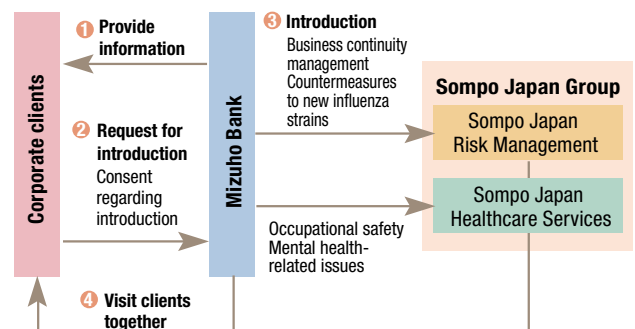 Corporate clients
① Provide
information
② Request for
introduction
Consent
regarding
introduction
Mizuho Bank
③ Introduction
Business continuity
management
Countermeasures
to new influenza
strains
Occupational safety
Mental health-
related issues
Sompo Japan Group
Sompo Japan
Risk Management
Sompo Japan
Healthcare Services
④ Visit clients
together